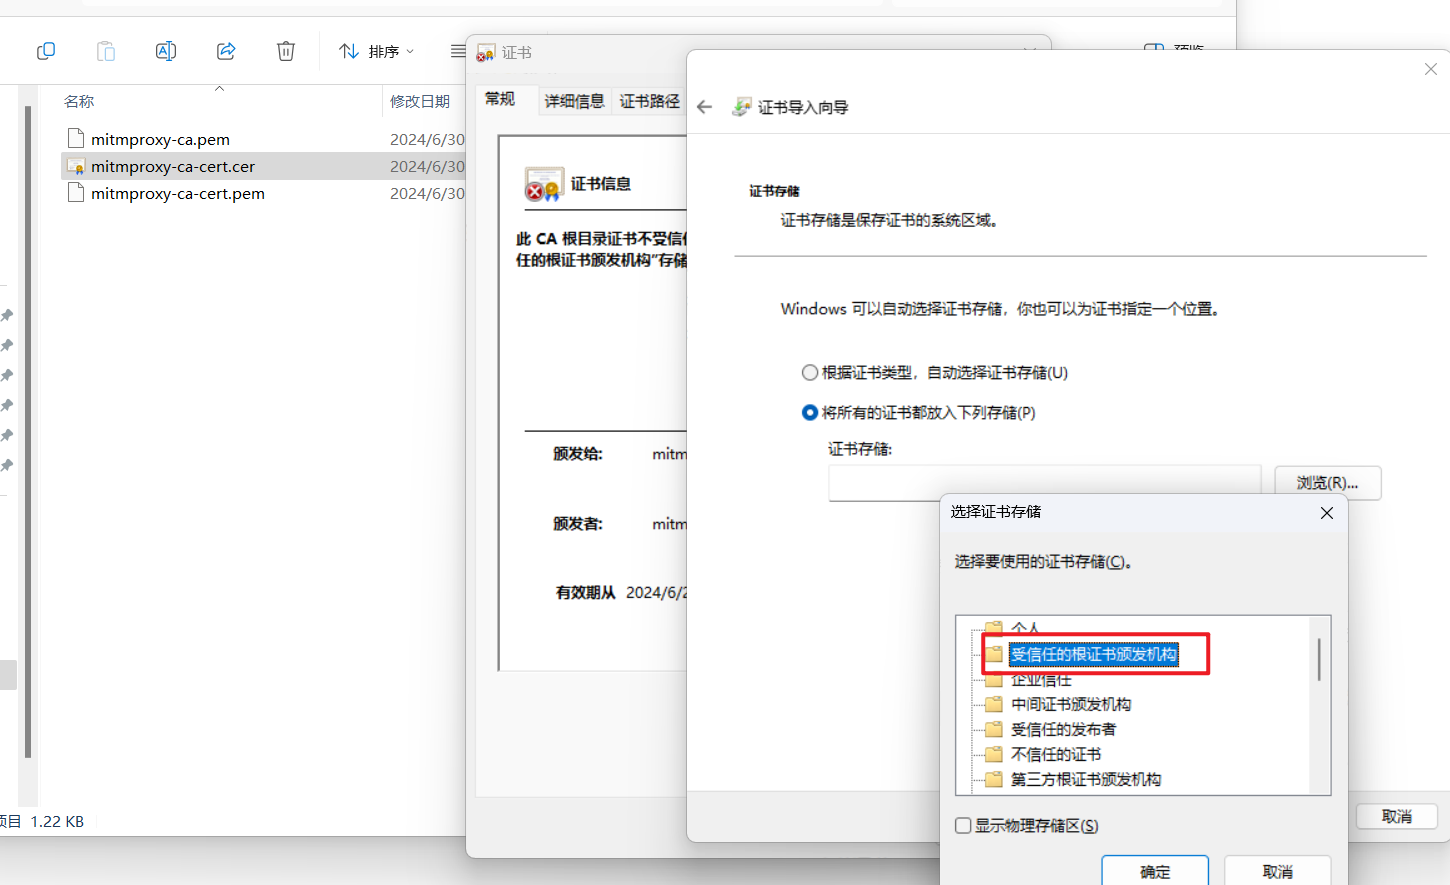 排序
预览
名称
修改日期
mitmproxy-ca.pem
2024/6/30
mitmproxy-ca-cert.cer
2024/6/30
mitmproxy-ca-cert.pem
2024/6/30
项目 1.22 KB
证书
常规
详细信息
证书路径
证书信息
此 CA 根目录证书不受信任
任的根证书颁发机构”存储
颁发给: mitm
颁发者: mitm
有效期从 2024/6/2
证书导入向导
证书存储
证书存储是保存证书的系统区域。
Windows 可以自动选择证书存储，你也可以为证书指定一个位置。
根据证书类型，自动选择证书存储(U)
将所有的证书都放入下列存储(P)
证书存储:
浏览(R)...
取消
选择证书存储
选择要使用的证书存储(C)。
个人
受信任的根证书颁发机构
企业信任
中间证书颁发机构
受信任的发布者
不信任的证书
第三方根证书颁发机构
显示物理存储区(S)
确定
取消